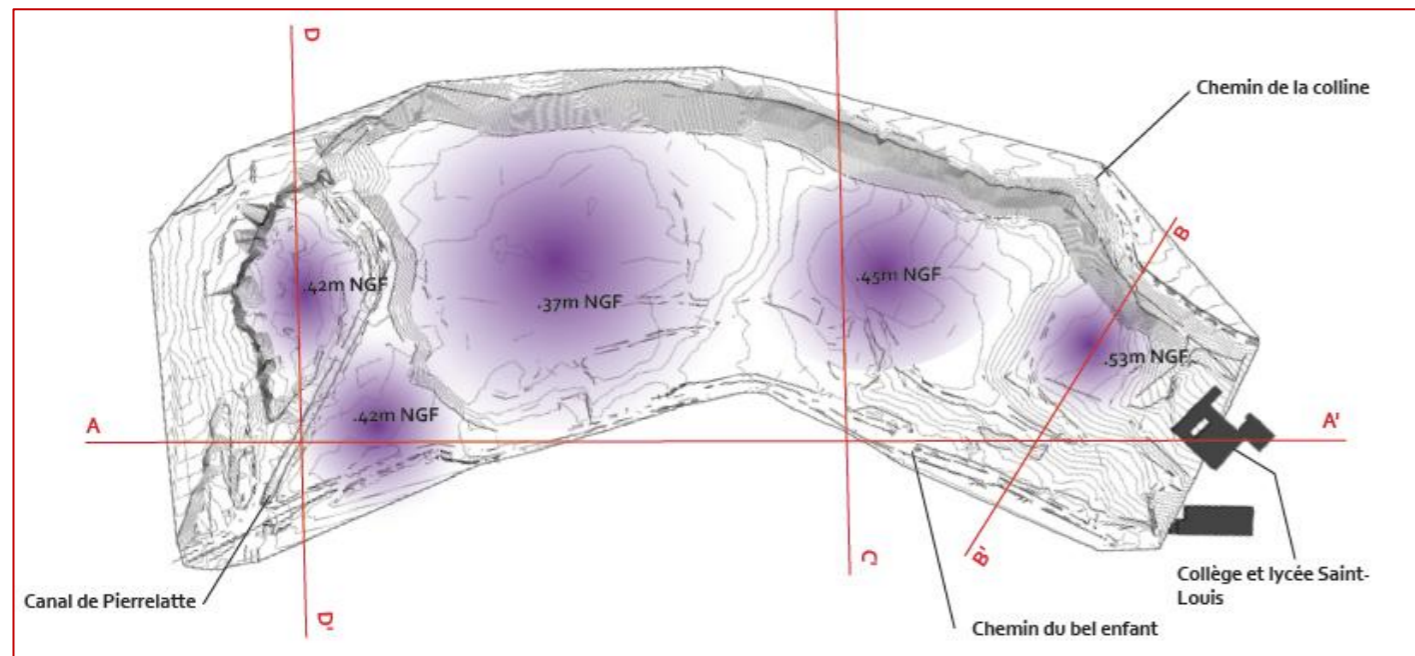 D
Chemin de la colline
B
.42m NGF
.45m NGF
.37m NGF
.53m NGF
.42m NGF
A
A'
B'
C'
Collège et lycée Saint-
Louis
Canal de Pierrelatte
D'
Chemin du bel enfant